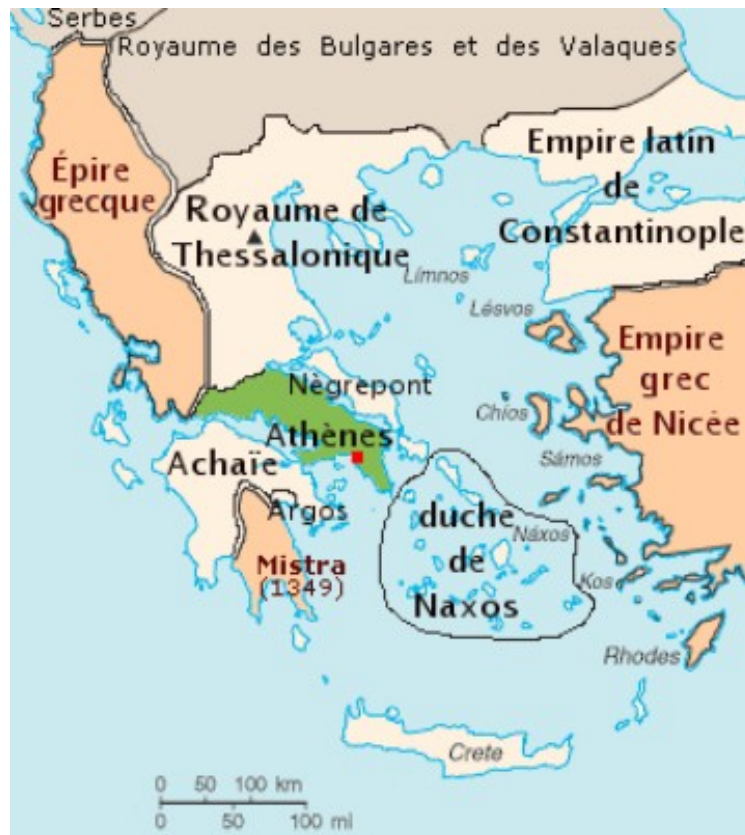 Serbes
Royaume des Bulgares et des Valaques
Épire
grecque
Royaume de
Thessalonique
Empire latin
de
Constantinople
Límnos
Lésvos
Empire
grec
de Nicée
Nègrepont
Chíos
Athènes
Achaïe
Sámos
Argos
duche
de
Naxos
Náxos
Mistra
(1349)
Kos
Rhodes
Crete
0 50 100 km
0 50 100 mi